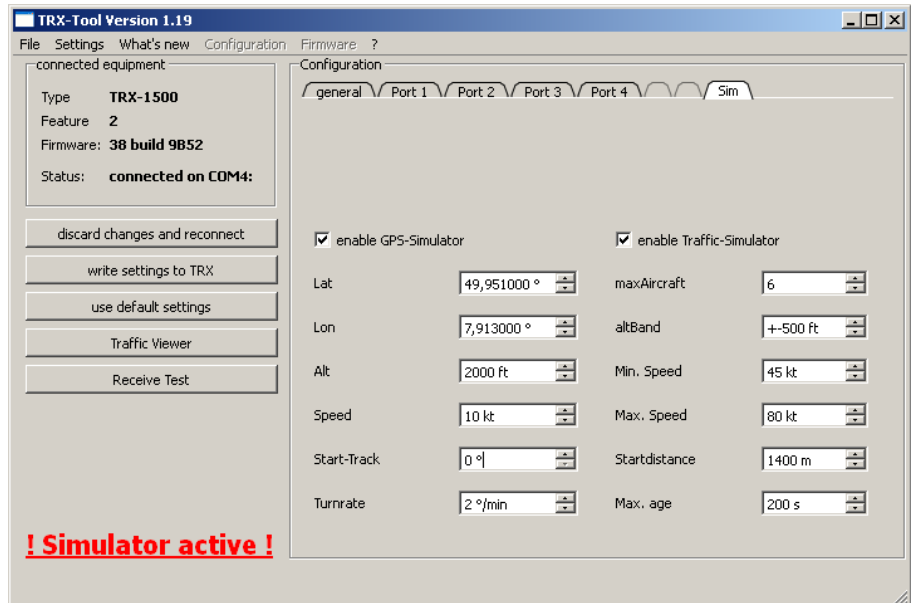 TRX-Tool Version 1.19
File Settings What's new Configuration Firmware ?
connected equipment
Type TRX-1500
Feature 2
Firmware: 38 build 9B52
Status: connected on COM4:
discard changes and reconnect
write settings to TRX
use default settings
Traffic Viewer
Receive Test
! Simulator active !
Configuration
general Port 1 Port 2 Port 3 Port 4 Sim
enable GPS-Simulator
Lat 49,951000 °
Lon 7,913000 °
Alt 2000 ft
Speed 10 kt
Start-Track 0 °
Turnrate 2 °/min
enable Traffic-Simulator
maxAircraft 6
altBand +-500 ft
Min. Speed 45 kt
Max. Speed 80 kt
Startdistance 1400 m
Max. age 200 s